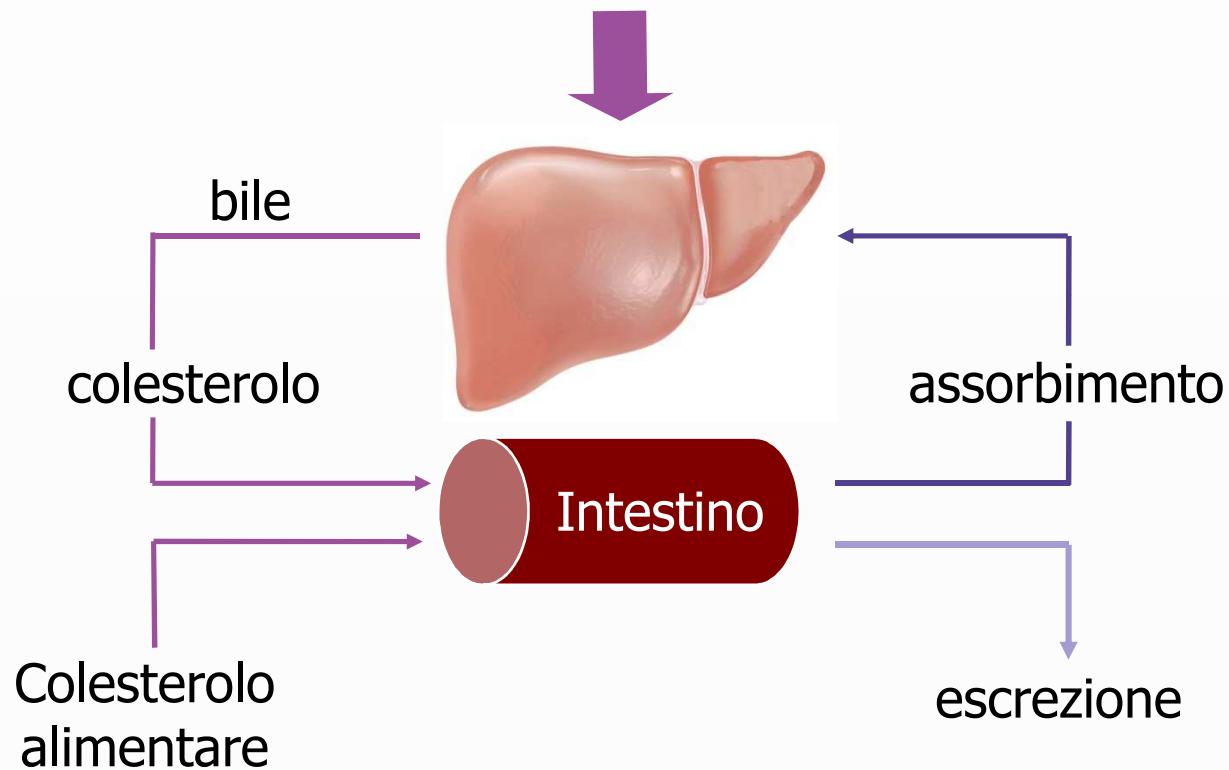 bile
colesterolo
assorbimento
Intestino
Colesterolo
alimentare
escrezione